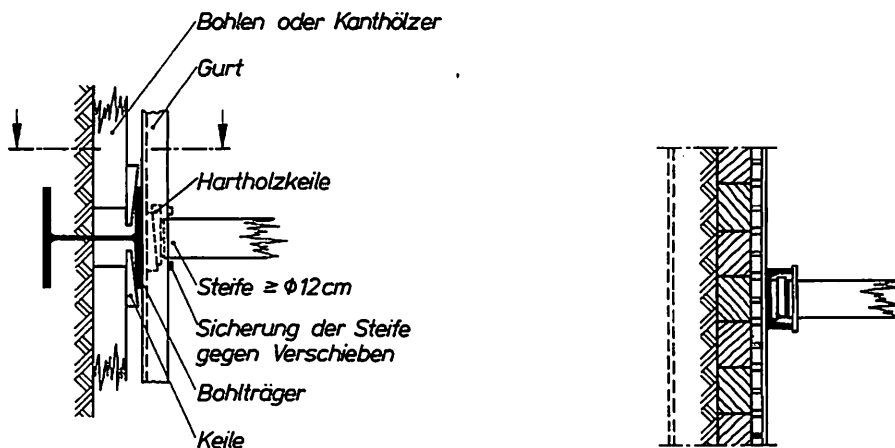 Bohlen oder Kanthölzer
Gurt
Hartholzkeile
Steife ≥ ϕ12cm
Sicherung der Steife
gegen Verschieben
Bohlträger
Keile